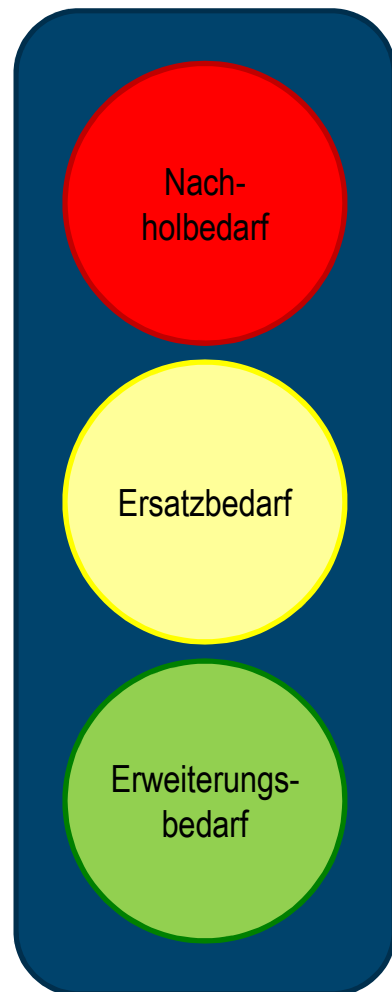 Nach-
holbedarf
Ersatzbedarf
Erweiterungs-
bedarf